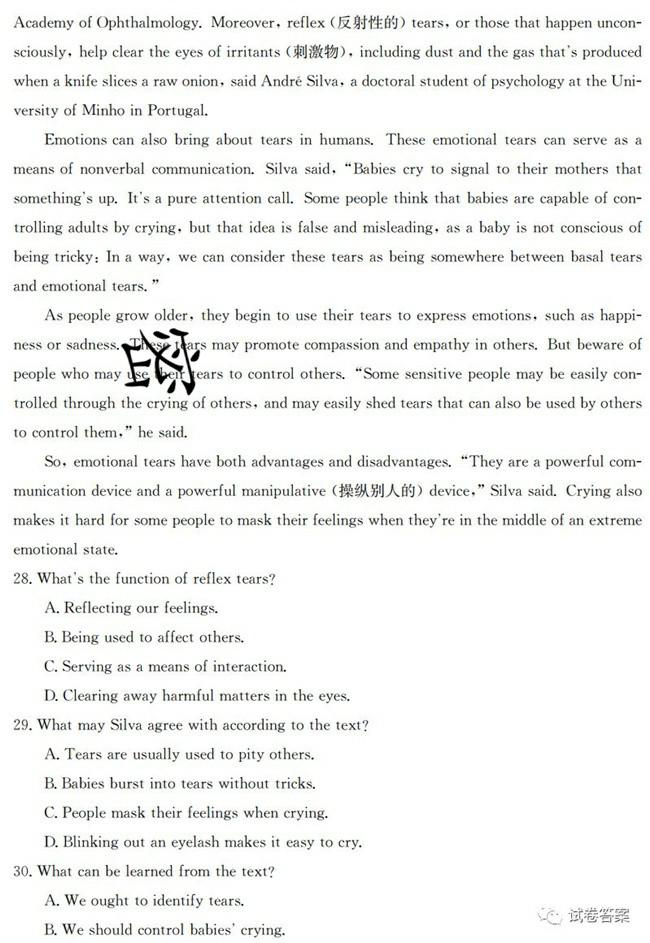 Academy of Ophthalmology. Moreover, reflex (反射性的) tears, or those that happen uncon-
sciously, help clear the eyes of irritants (刺激物), including dust and the gas that's produced
when a knife slices a raw onion, said André Silva, a doctoral student of psychology at the Uni-
versity of Minho in Portugal.
Emotions can also bring about tears in humans. These emotional tears can serve as a
means of nonverbal communication. Silva said, "Babies cry to signal to their mothers that
something's up. It's a pure attention call. Some people think that babies are capable of con-
trolling adults by crying, but that idea is false and misleading, as a baby is not conscious of
being tricky: In a way, we can consider these tears as being somewhere between basal tears
and emotional tears."
As people grow older, they begin to use their tears to express emotions, such as happi-
ness or sadness. These tears may promote compassion and empathy in others. But beware of
people who may use their tears to control others. "Some sensitive people may be easily con-
trolled through the crying of others, and may easily shed tears that can also be used by others
to control them," he said.
So, emotional tears have both advantages and disadvantages. "They are a powerful com-
munication device and a powerful manipulative (操纵别人的) device," Silva said. Crying also
makes it hard for some people to mask their feelings when they're in the middle of an extreme
emotional state.
28. What's the function of reflex tears?
A. Reflecting our feelings.
B. Being used to affect others.
C. Serving as a means of interaction.
D. Clearing away harmful matters in the eyes.
29. What may Silva agree with according to the text?
A. Tears are usually used to pity others.
B. Babies burst into tears without tricks.
C. People mask their feelings when crying.
D. Blinking out an eyelash makes it easy to cry.
30. What can be learned from the text?
A. We ought to identify tears.
B. We should control babies' crying.
试卷答案